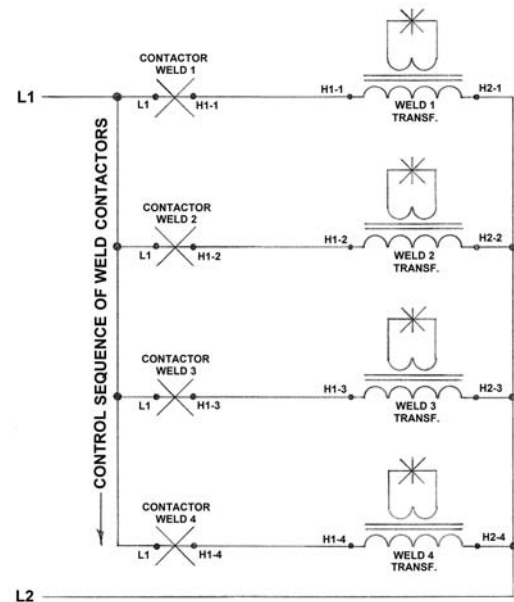 CONTACTOR
WELD 1
L1
L1
H1-1
H1-1
H2-1
WELD 1
TRANSF.
CONTACTOR
WELD 2
L1
H1-2
H1-2
H2-2
WELD 2
TRANSF.
CONTROL SEQUENCE OF WELD CONTACTORS
CONTACTOR
WELD 3
L1
H1-3
H1-3
H2-3
WELD 3
TRANSF.
CONTACTOR
WELD 4
L1
H1-4
H1-4
H2-4
WELD 4
TRANSF.
L2